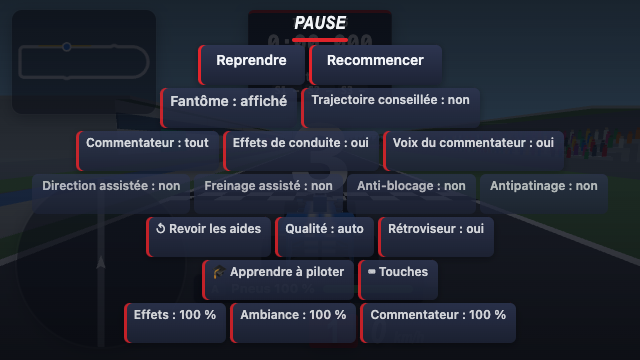 PAUSE
Reprendre Recommencer
Fantôme : affiché Trajectoire conseillée : non
Commentateur : tout Effets de conduite : oui Voix du commentateur : oui
Direction assistée : non Freinage assisté : non Anti-blocage : non Antipatinage : non
Revoir les aides Qualité : auto Rétroviseur : oui
Apprendre à piloter Touches
Effets : 100 % Ambiance : 100 % Commentateur : 100 %